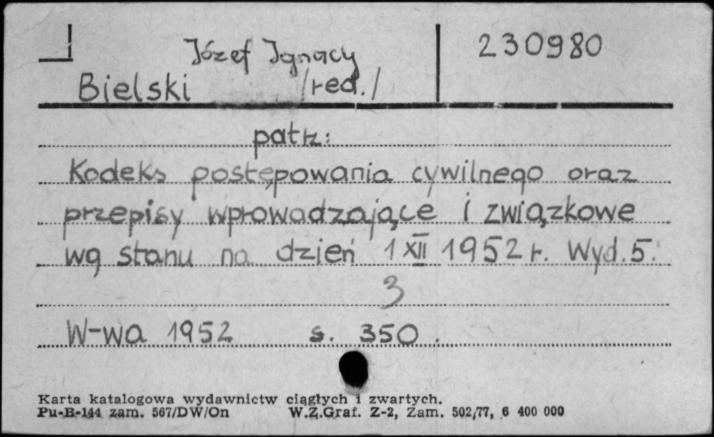 Józef Ignacy 230980
Bielski /red./
patrz:
Kodeks postępowania cywilnego oraz
przepisy wprowadzające i związkowe
wg stanu na dzień 1 XII 1952 r. Wyd. 5.
3
W-wa 1952 s. 350.
Karta katalogowa wydawnictw ciągłych i zwartych.
Pu-B-144 zam. 567/DW/On W.Z.Graf. Z-2, Zam. 502/77, 6 400 000